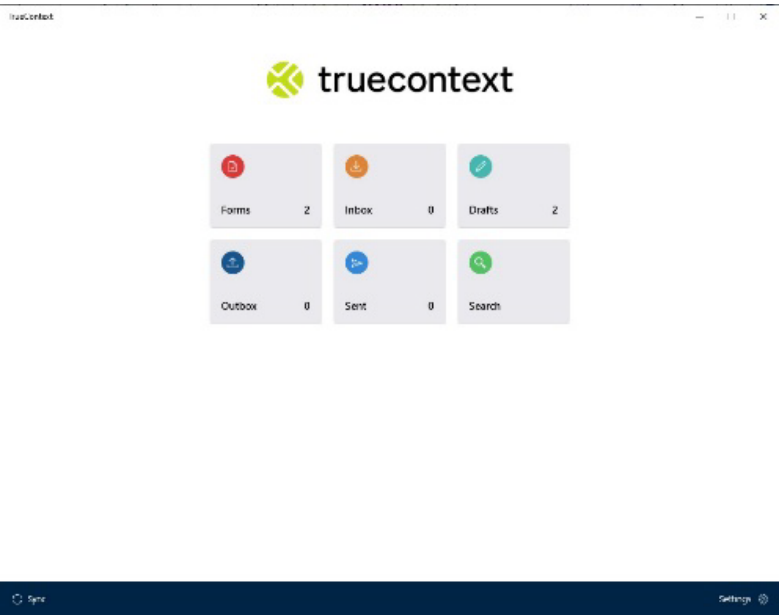 TrueContext
truecontext
Forms 2
Inbox 0
Drafts 2
Outbox 0
Sent 0
Search
Sync
Settings